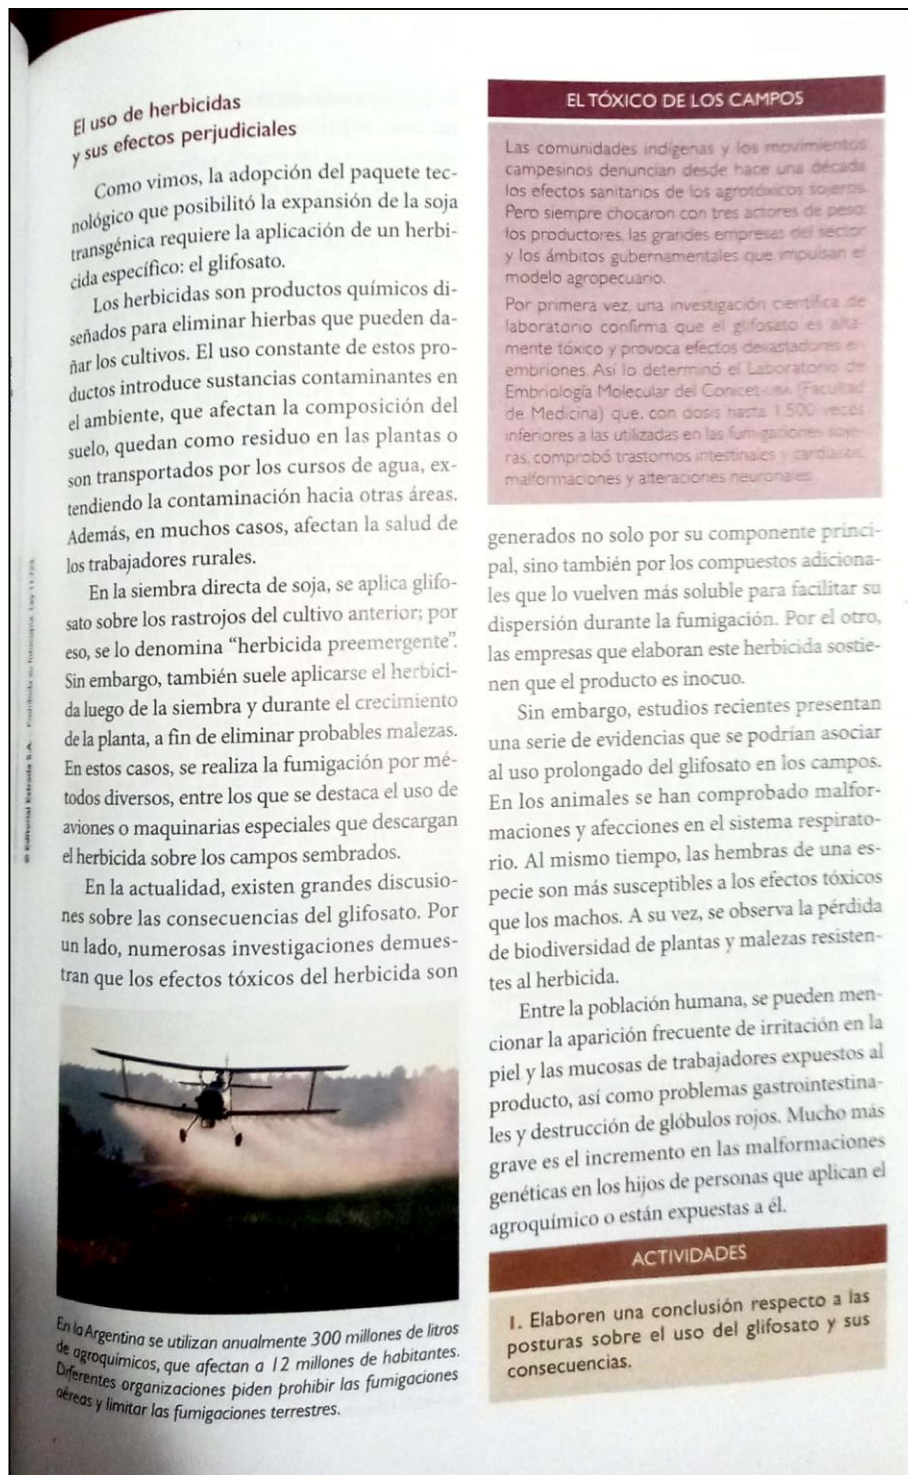 El uso de herbicidas
y sus efectos perjudiciales
Como vimos, la adopción del paquete tec-
nológico que posibilitó la expansión de la soja
transgénica requiere la aplicación de un herbi-
cida específico: el glifosato.
Los herbicidas son productos químicos di-
señados para eliminar hierbas que pueden da-
ñar los cultivos. El uso constante de estos pro-
ductos introduce sustancias contaminantes en
el ambiente, que afectan la composición del
suelo, quedan como residuo en las plantas o
son transportados por los cursos de agua, ex-
tendiendo la contaminación hacia otras áreas.
Además, en muchos casos, afectan la salud de
los trabajadores rurales.
En la siembra directa de soja, se aplica glifo-
sato sobre los rastrojos del cultivo anterior; por
eso, se lo denomina “herbicida preemergente”.
Sin embargo, también suele aplicarse el herbici-
da luego de la siembra y durante el crecimiento
de la planta, a fin de eliminar probables malezas.
En estos casos, se realiza la fumigación por mé-
todos diversos, entre los que se destaca el uso de
aviones o maquinarias especiales que descargan
el herbicida sobre los campos sembrados.
En la actualidad, existen grandes discusio-
nes sobre las consecuencias del glifosato. Por
un lado, numerosas investigaciones demues-
tran que los efectos tóxicos del herbicida son
En la Argentina se utilizan anualmente 300 millones de litros
de agroquímicos, que afectan a 12 millones de habitantes.
Diferentes organizaciones piden prohibir las fumigaciones
aéreas y limitar las fumigaciones terrestres.
© Editorial Estrada S.A. Prohibida su fotocopia. Ley 11.723
EL TÓXICO DE LOS CAMPOS
Las comunidades indígenas y los movimientos
campesinos denuncian desde hace una década
los efectos sanitarios de los agrotóxicos sojeros.
Pero siempre chocaron con tres actores de peso:
los productores, las grandes empresas del sector
y los ámbitos gubernamentales que impulsan el
modelo agropecuario.
Por primera vez, una investigación científica de
laboratorio confirma que el glifosato es alta-
mente tóxico y provoca efectos devastadores en
embriones. Así lo determinó el Laboratorio de
Embriología Molecular del Conicet-UBA (Facultad
de Medicina) que, con dosis hasta 1.500 veces
inferiores a las utilizadas en las fumigaciones soje-
ras, comprobó trastornos intestinales y cardíacos,
malformaciones y alteraciones neuronales.
generados no solo por su componente princi-
pal, sino también por los compuestos adiciona-
les que lo vuelven más soluble para facilitar su
dispersión durante la fumigación. Por el otro,
las empresas que elaboran este herbicida sostie-
nen que el producto es inocuo.
Sin embargo, estudios recientes presentan
una serie de evidencias que se podrían asociar
al uso prolongado del glifosato en los campos.
En los animales se han comprobado malfor-
maciones y afecciones en el sistema respirato-
rio. Al mismo tiempo, las hembras de una es-
pecie son más susceptibles a los efectos tóxicos
que los machos. A su vez, se observa la pérdida
de biodiversidad de plantas y malezas resisten-
tes al herbicida.
Entre la población humana, se pueden men-
cionar la aparición frecuente de irritación en la
piel y las mucosas de trabajadores expuestos al
producto, así como problemas gastrointestina-
les y destrucción de glóbulos rojos. Mucho más
grave es el incremento en las malformaciones
genéticas en los hijos de personas que aplican el
agroquímico o están expuestas a él.
ACTIVIDADES
1. Elaboren una conclusión respecto a las
posturas sobre el uso del glifosato y sus
consecuencias.